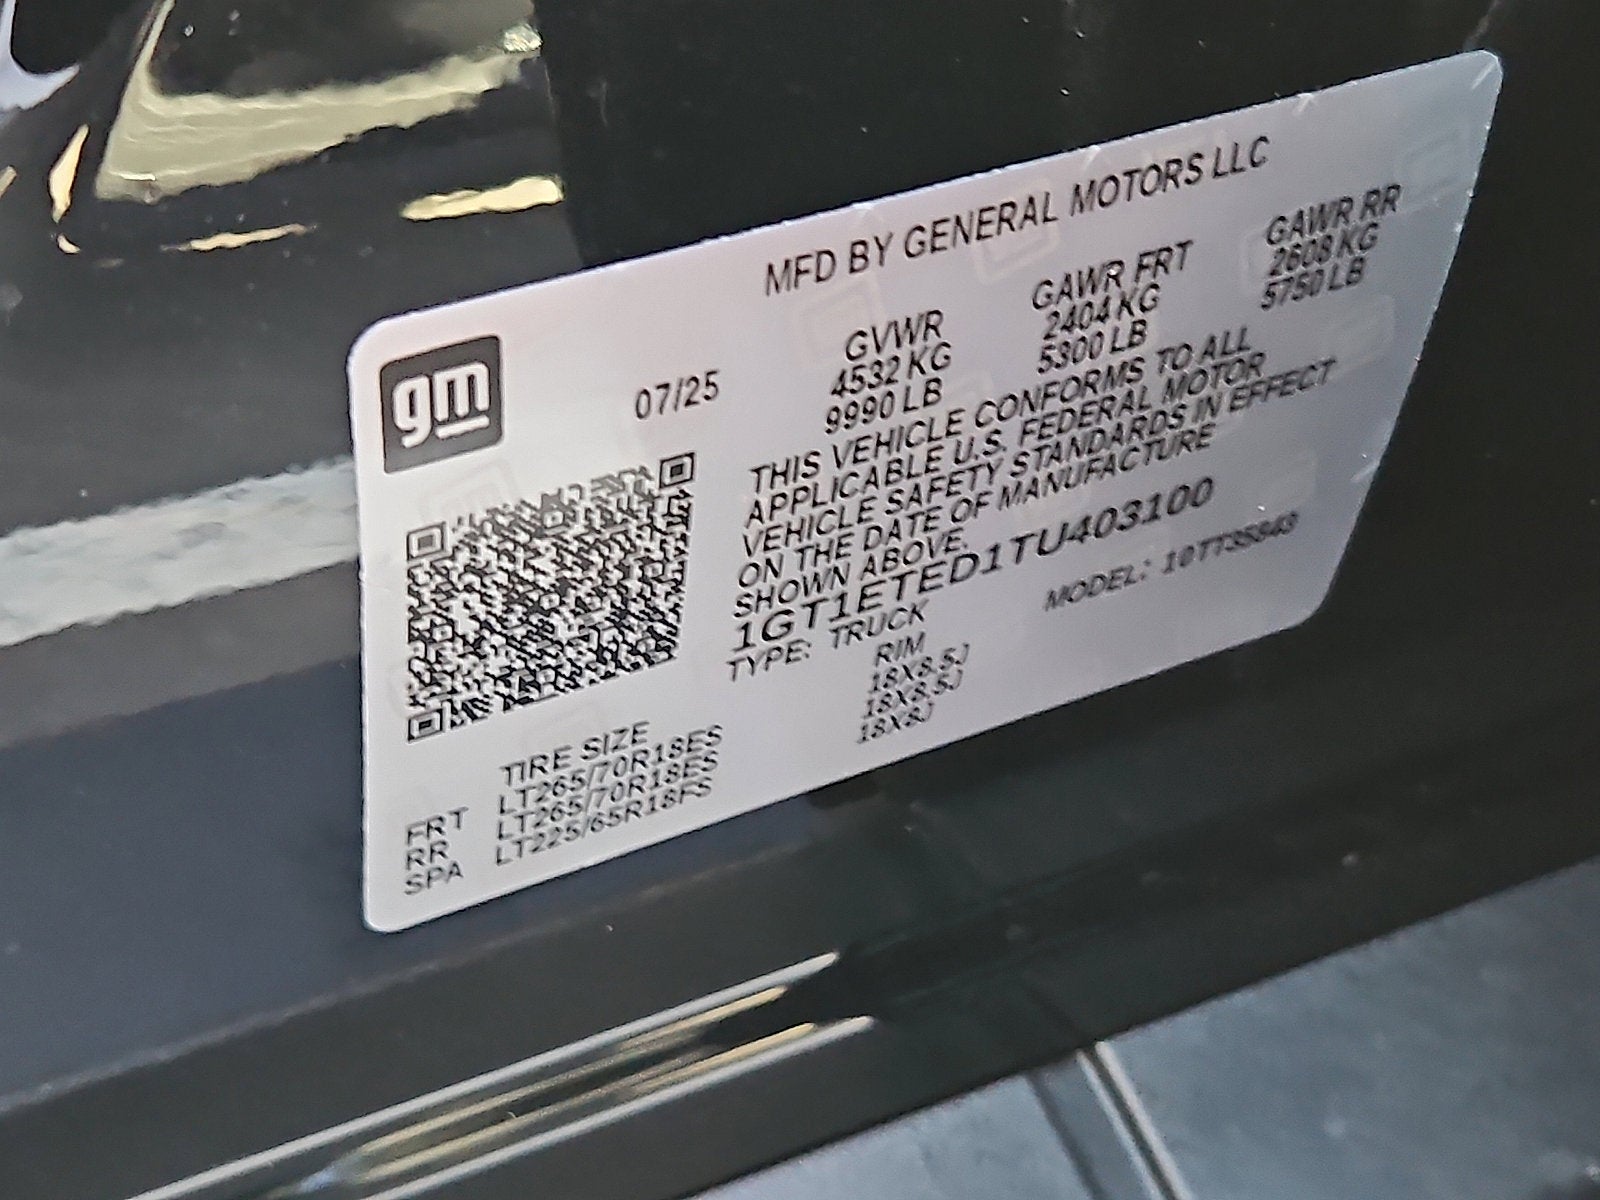 MFD BY GENERAL MOTORS LLC
gm
07/25
GVWR GAWR FRT GAWR RR
4532 KG 2404 KG 2608 KG
9990 LB 5300 LB 5750 LB
THIS VEHICLE CONFORMS TO ALL
APPLICABLE U.S. FEDERAL MOTOR
VEHICLE SAFETY STANDARDS IN EFFECT
ON THE DATE OF MANUFACTURE
SHOWN ABOVE.
1GT1ETED1TU403100
TYPE: TRUCK MODEL:
TIRE SIZE RIM
FRT LT265/70R18ES 18X8.5J
RR LT265/70R18ES 18X8.5J
SPA LT225/65R18FS 18X8J